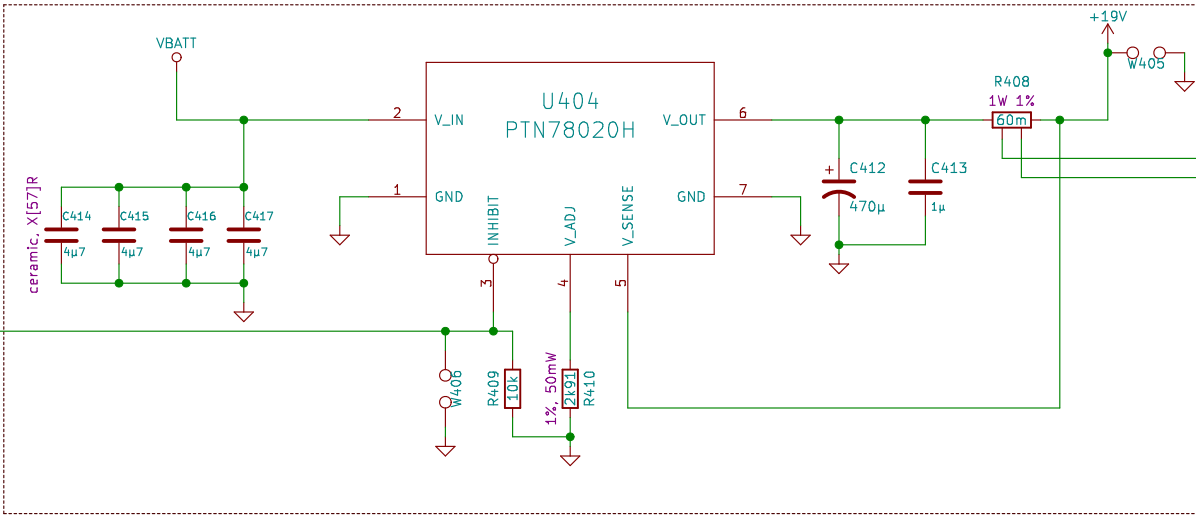 +19V
VBATT
W405
R408
1W 1%
60m
U404
PTN78020H
2
V_IN
V_OUT
6
1
GND
GND
7
INHIBIT
V_ADJ
V_SENSE
3
4
5
C412
470µ
C413
1µ
ceramic, X[57]R
C414
4µ7
C415
4µ7
C416
4µ7
C417
4µ7
W406
R409
10k
1%, 50mW
2k91
R410